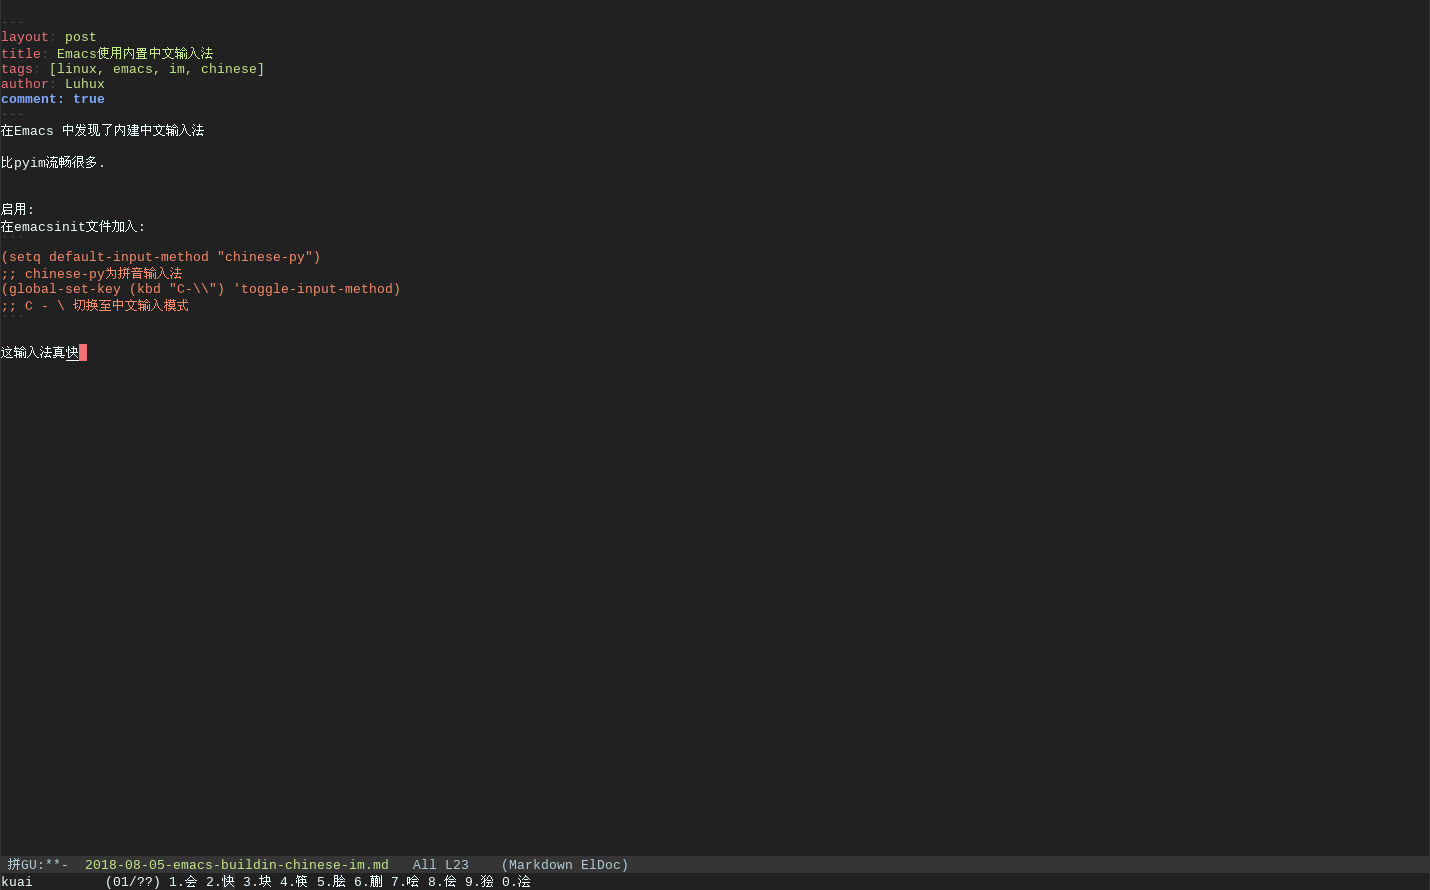 ---
layout: post
title: Emacs使用内置中文输入法
tags: [linux, emacs, im, chinese]
author: Luhux
comment: true
---
在Emacs 中发现了内建中文输入法
比pyim流畅很多.
启用:
在emacsinit文件加入:
```
(setq default-input-method "chinese-py")
;; chinese-py为拼音输入法
(global-set-key (kbd "C-\\") 'toggle-input-method)
;; C - \ 切换至中文输入模式
```
这输入法真快
拼GU:**-  2018-08-05-emacs-buildin-chinese-im.md   All L23    (Markdown ElDoc)
kuai         (01/??) 1.会 2.快 3.块 4.筷 5.脍 6.蒯 7.哙 8.侩 9.狯 0.浍